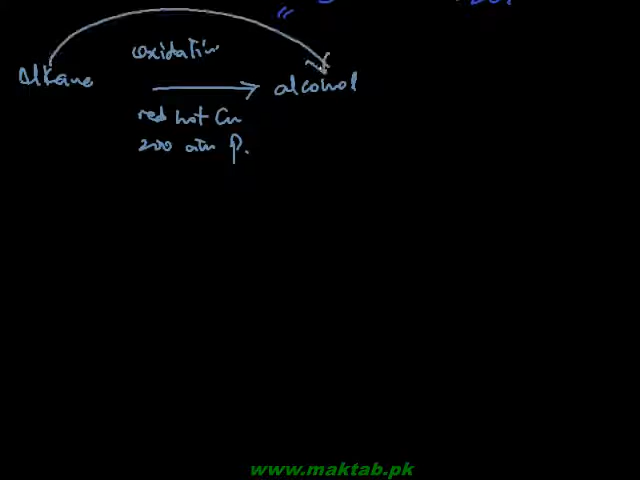 oxidation
Alkane → alcohol
red hot Cu
200 atm P.
www.maktab.pk